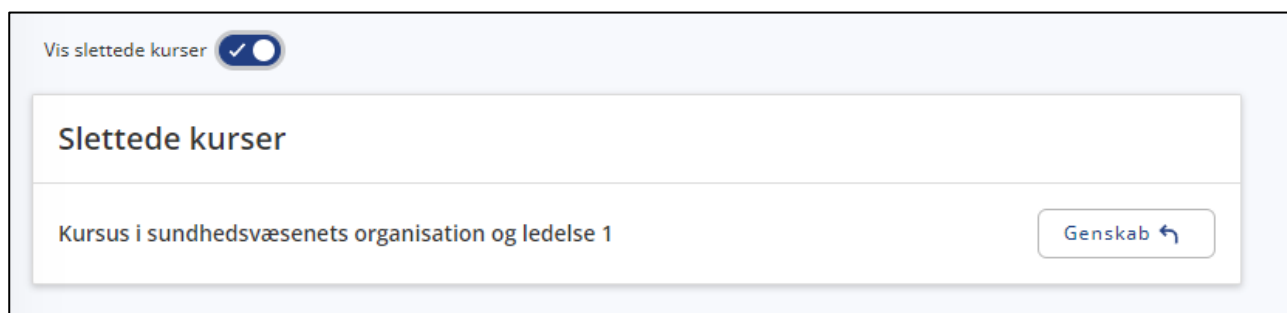 Vis slettede kurser
Slettede kurser
Kursus i sundhedsvæsenets organisation og ledelse 1
Genskab